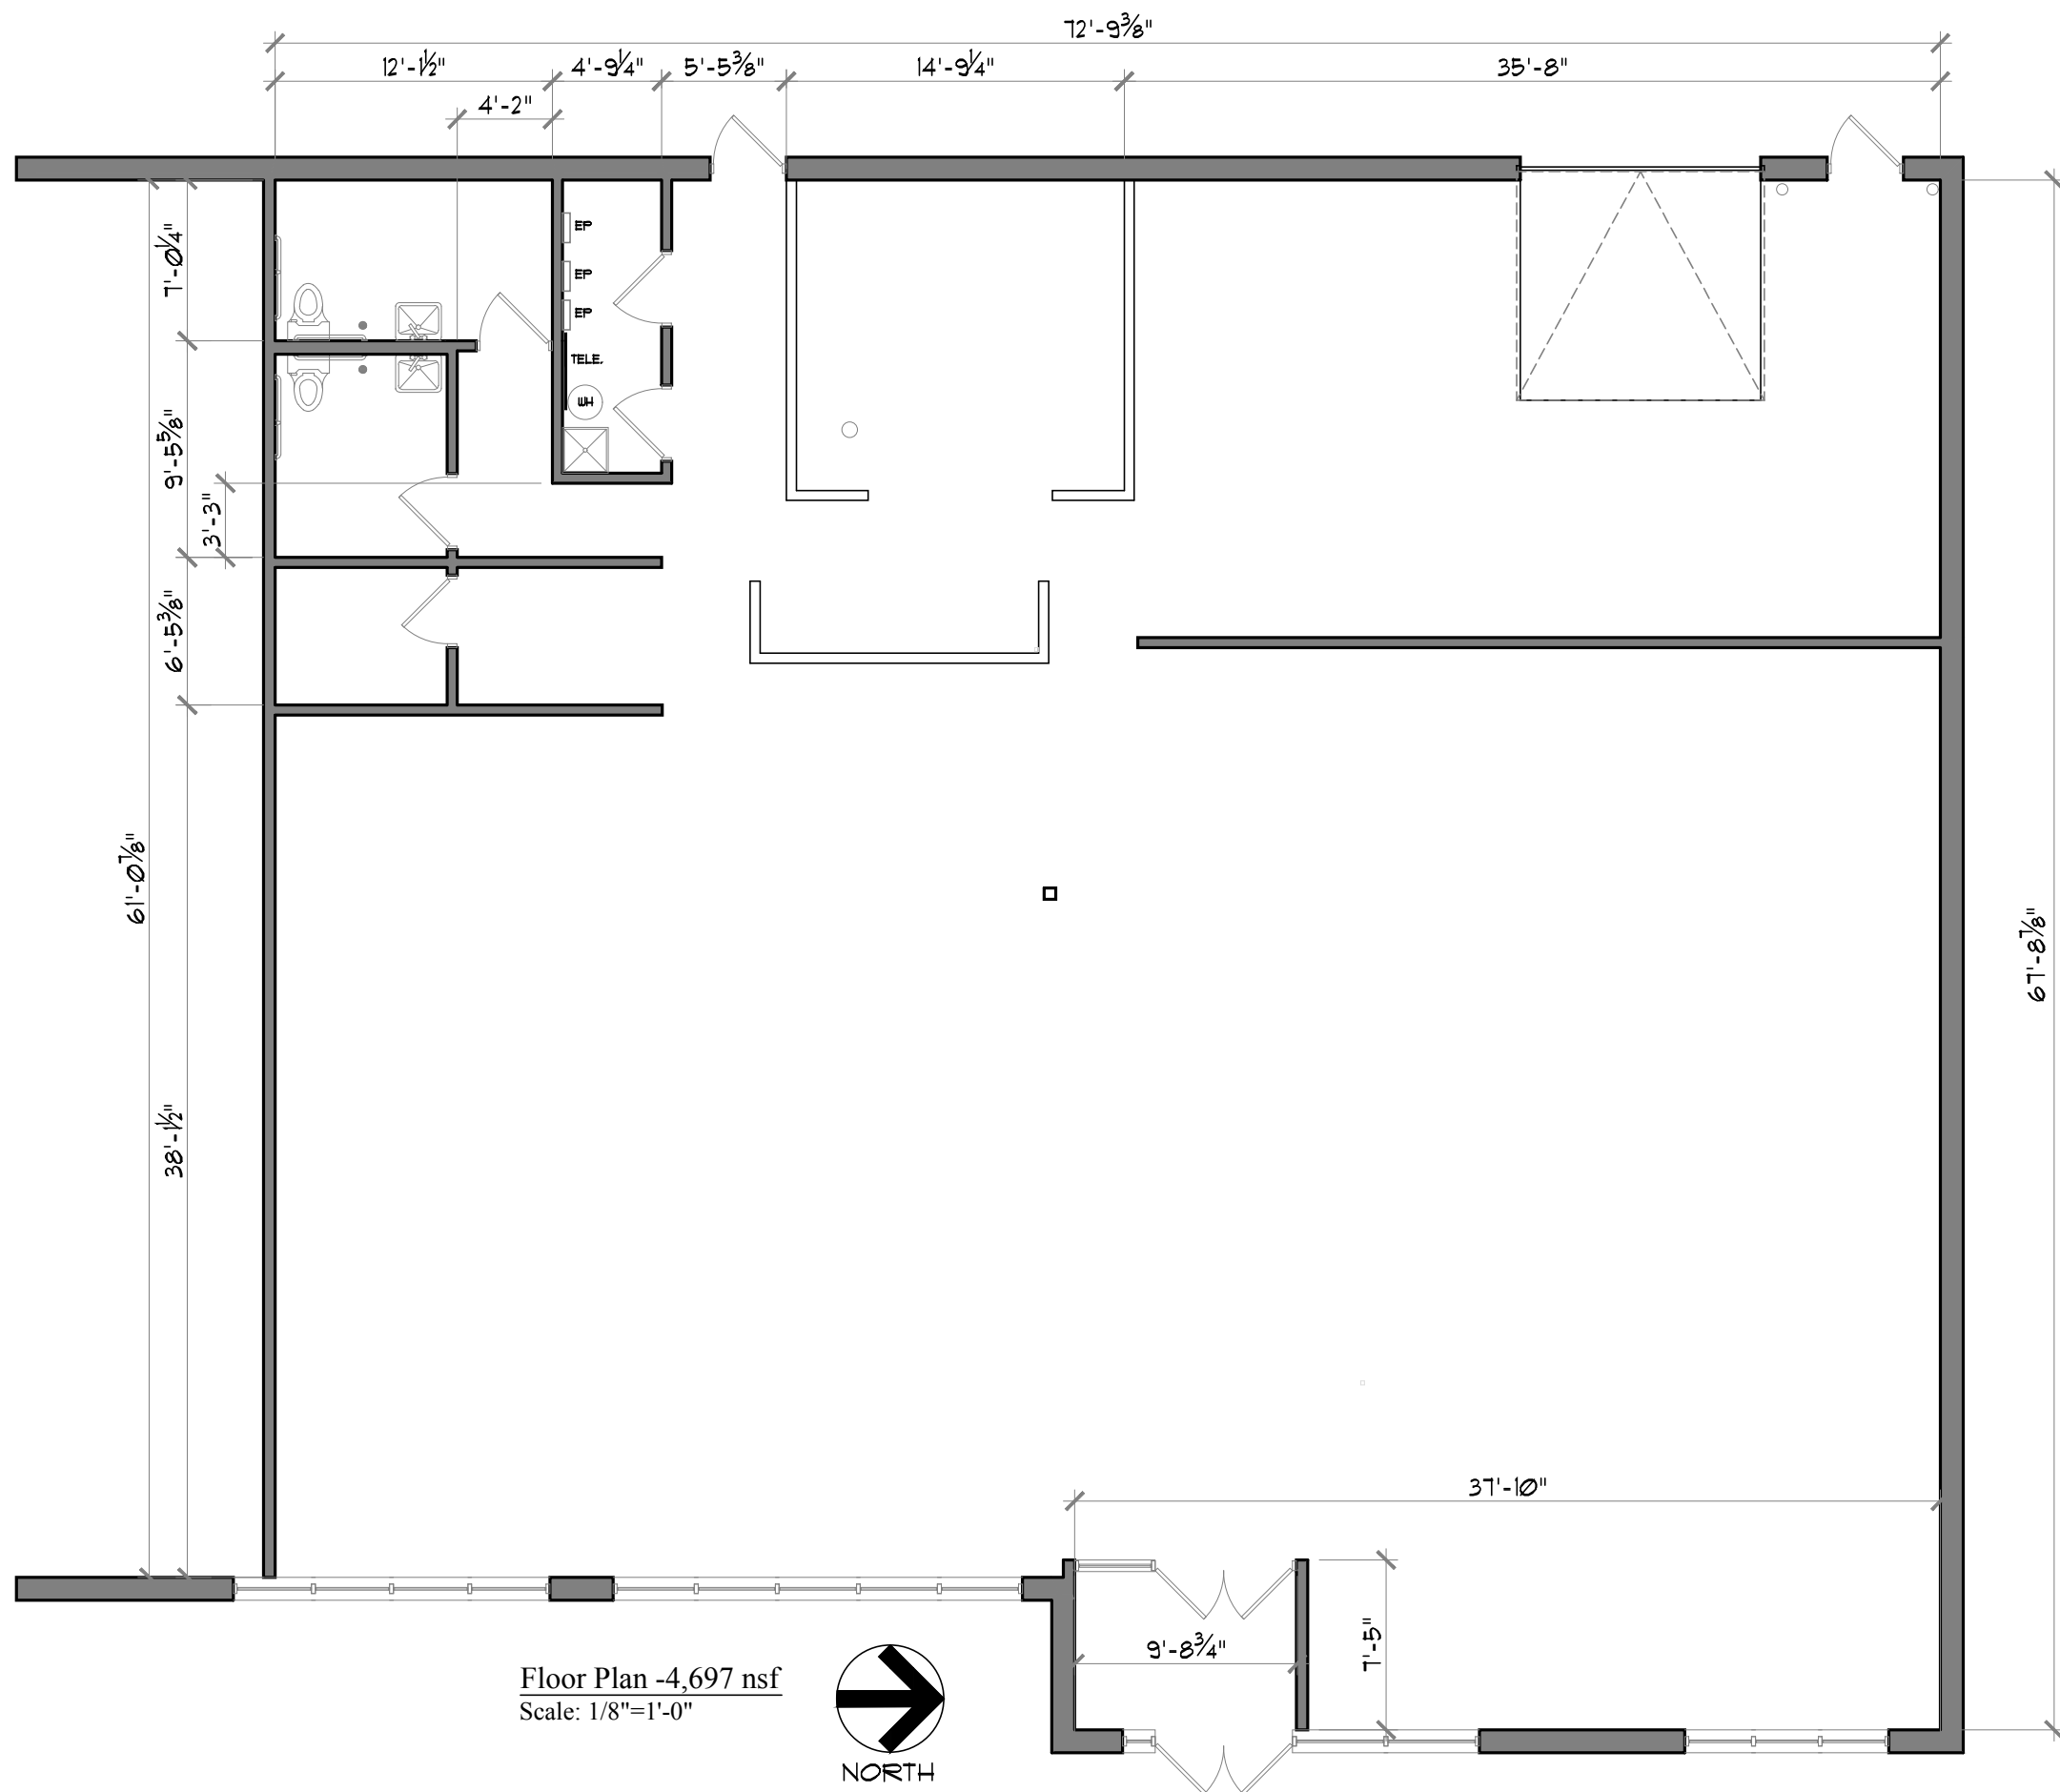 72'-9⅜"
12'-1½" 4'-9¼" 5'-5⅜" 14'-9¼" 35'-8"
4'-2"
EP
7'-0¼"
EP
EP
TELE.
WH
9'-5⅝"
3'-3"
6'-5⅜"
61'-0⅞"
67'-8⅞"
38'-1½"
37'-10"
9'-8¾"
7'-5"
Floor Plan -4,697 nsf
Scale: 1/8"=1'-0"
NORTH